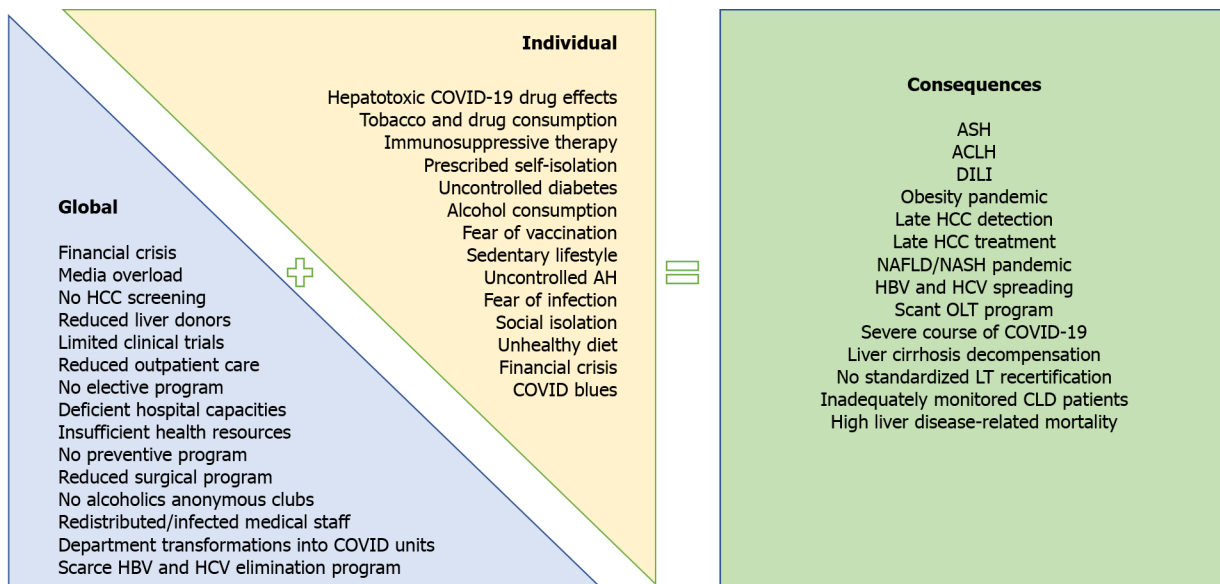 Global
Financial crisis
Media overload
No HCC screening
Reduced liver donors
Limited clinical trials
Reduced outpatient care
No elective program
Deficient hospital capacities
Insufficient health resources
No preventive program
Reduced surgical program
No alcoholics anonymous clubs
Redistributed/infected medical staff
Department transformations into COVID units
Scarce HBV and HCV elimination program
Individual
Hepatotoxic COVID-19 drug effects
Tobacco and drug consumption
Immunosuppressive therapy
Prescribed self-isolation
Uncontrolled diabetes
Alcohol consumption
Fear of vaccination
Sedentary lifestyle
Uncontrolled AH
Fear of infection
Social isolation
Unhealthy diet
Financial crisis
COVID blues
Consequences
ASH
ACLH
DILI
Obesity pandemic
Late HCC detection
Late HCC treatment
NAFLD/NASH pandemic
HBV and HCV spreading
Scant OLT program
Severe course of COVID-19
Liver cirrhosis decompensation
No standardized LT recertification
Inadequately monitored CLD patients
High liver disease-related mortality